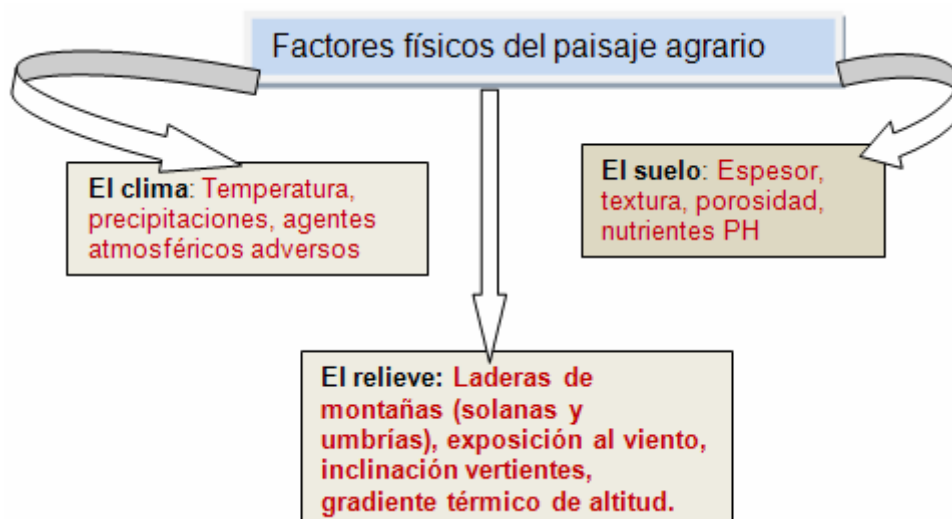 Factores físicos del paisaje agrario
El clima: Temperatura,
precipitaciones, agentes
atmosféricos adversos
El suelo: Espesor,
textura, porosidad,
nutrientes PH
El relieve: Laderas de
montañas (solanas y
umbrías), exposición al viento,
inclinación vertientes,
gradiente térmico de altitud.